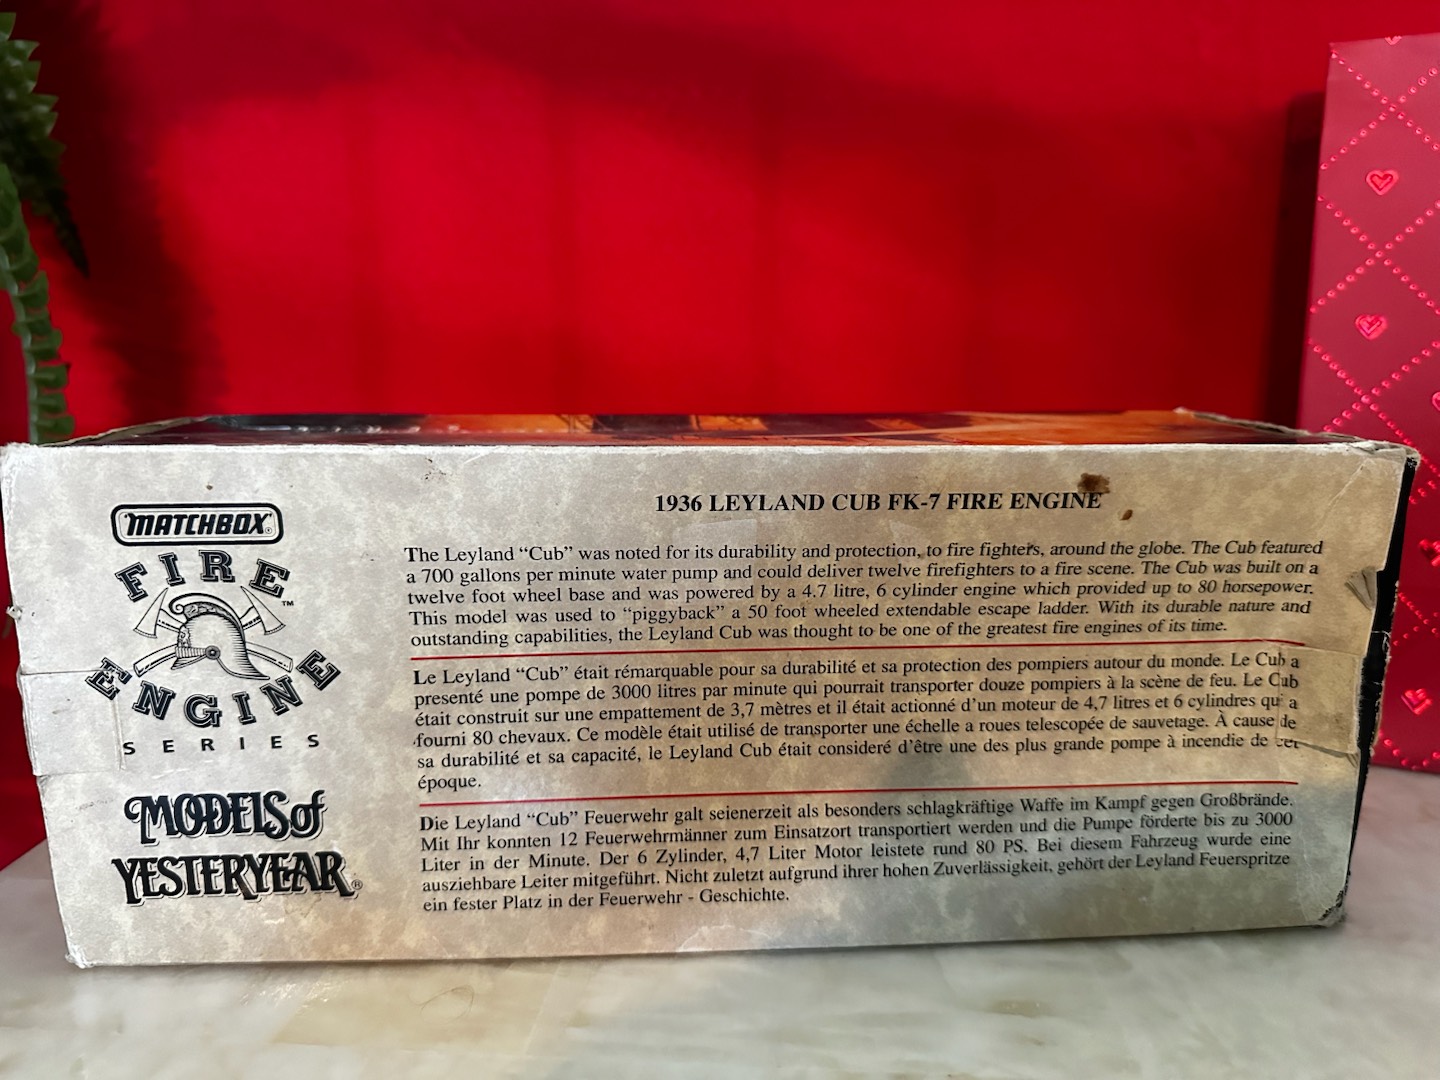 MATCHBOX®
FIRE™
ENGINE
SERIES
MODELS of
YESTERYEAR®
1936 LEYLAND CUB FK-7 FIRE ENGINE
The Leyland “Cub” was noted for its durability and protection, to fire fighters, around the globe. The Cub featured
a 700 gallons per minute water pump and could deliver twelve firefighters to a fire scene. The Cub was built on a
twelve foot wheel base and was powered by a 4.7 litre, 6 cylinder engine which provided up to 80 horsepower.
This model was used to “piggyback” a 50 foot wheeled extendable escape ladder. With its durable nature and
outstanding capabilities, the Leyland Cub was thought to be one of the greatest fire engines of its time.
Le Leyland “Cub” était rémarquable pour sa durabilité et sa protection des pompiers autour du monde. Le Cub a
presenté une pompe de 3000 litres par minute qui pourrait transporter douze pompiers à la scène de feu. Le Cub
était construit sur une empattement de 3,7 mètres et il était actionné d’un moteur de 4,7 litres et 6 cylindres qui a
fourni 80 chevaux. Ce modèle était utilisé de transporter une échelle a roues telescopée de sauvetage. À cause de
sa durabilité et sa capacité, le Leyland Cub était consideré d’être une des plus grande pompe à incendie de cet
époque.
Die Leyland “Cub” Feuerwehr galt seienerzeit als besonders schlagkräftige Waffe im Kampf gegen Großbrände.
Mit Ihr konnten 12 Feuerwehrmänner zum Einsatzort transportiert werden und die Pumpe förderte bis zu 3000
Liter in der Minute. Der 6 Zylinder, 4,7 Liter Motor leistete rund 80 PS. Bei diesem Fahrzeug wurde eine
ausziehbare Leiter mitgeführt. Nicht zuletzt aufgrund ihrer hohen Zuverlässigkeit, gehört der Leyland Feuerspritze
ein fester Platz in der Feuerwehr - Geschichte.